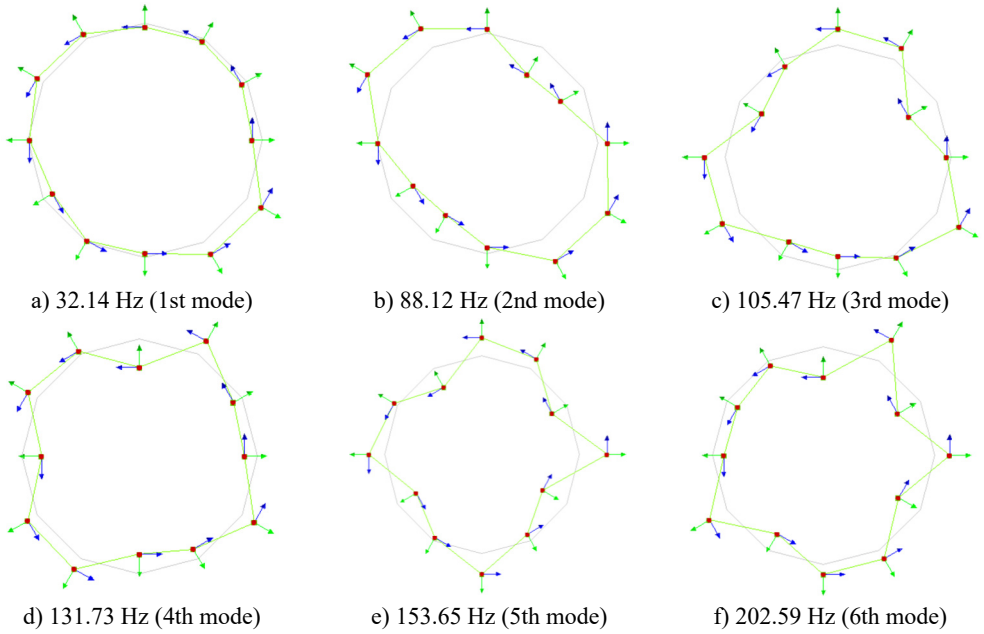 a) 32.14 Hz (1st mode)
b) 88.12 Hz (2nd mode)
c) 105.47 Hz (3rd mode)
d) 131.73 Hz (4th mode)
e) 153.65 Hz (5th mode)
f) 202.59 Hz (6th mode)